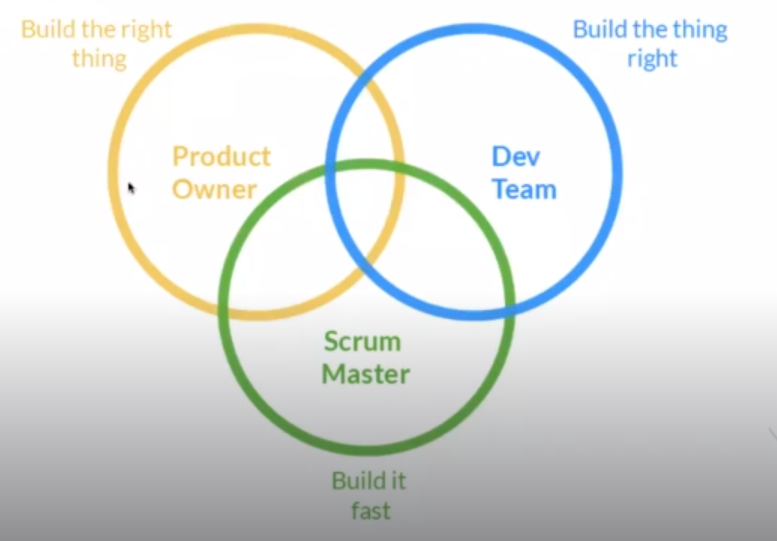 Build the right
thing
Build the thing
right
Product
Owner
Dev
Team
Scrum
Master
Build it
fast